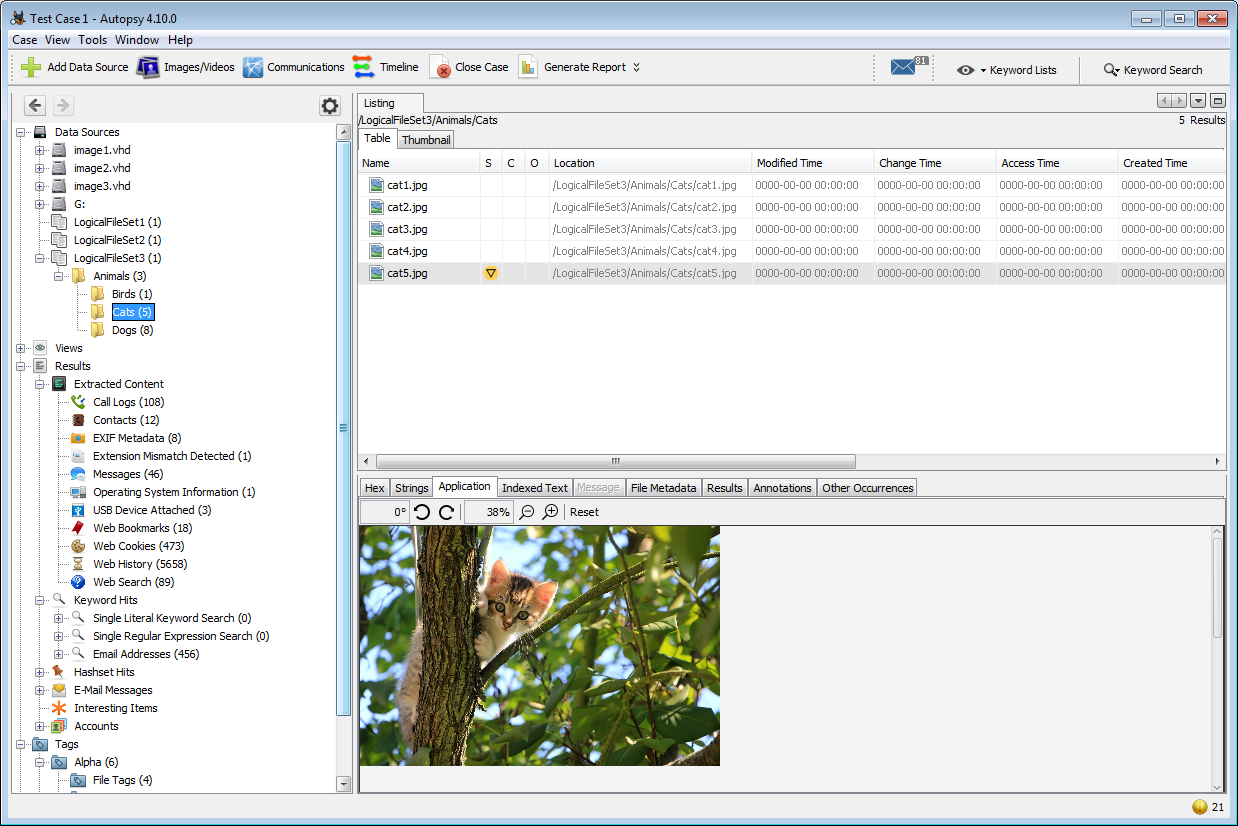 Test Case 1 - Autopsy 4.10.0
Case View Tools Window Help
Add Data Source Images/Videos Communications Timeline Close Case Generate Report 81 Keyword Lists Keyword Search
Data Sources
image1.vhd
image2.vhd
image3.vhd
G:
LogicalFileSet1 (1)
LogicalFileSet2 (1)
LogicalFileSet3 (1)
Animals (3)
Birds (1)
Cats (5)
Dogs (8)
Views
Results
Extracted Content
Call Logs (108)
Contacts (12)
EXIF Metadata (8)
Extension Mismatch Detected (1)
Messages (46)
Operating System Information (1)
USB Device Attached (3)
Web Bookmarks (18)
Web Cookies (473)
Web History (5658)
Web Search (89)
Keyword Hits
Single Literal Keyword Search (0)
Single Regular Expression Search (0)
Email Addresses (456)
Hashset Hits
E-Mail Messages
Interesting Items
Accounts
Tags
Alpha (6)
File Tags (4)
Listing
/LogicalFileSet3/Animals/Cats 5 Results
Table Thumbnail
Name S C O Location Modified Time Change Time Access Time Created Time
cat1.jpg /LogicalFileSet3/Animals/Cats/cat1.jpg 0000-00-00 00:00:00 0000-00-00 00:00:00 0000-00-00 00:00:00 0000-00-00 00:00:00
cat2.jpg /LogicalFileSet3/Animals/Cats/cat2.jpg 0000-00-00 00:00:00 0000-00-00 00:00:00 0000-00-00 00:00:00 0000-00-00 00:00:00
cat3.jpg /LogicalFileSet3/Animals/Cats/cat3.jpg 0000-00-00 00:00:00 0000-00-00 00:00:00 0000-00-00 00:00:00 0000-00-00 00:00:00
cat4.jpg /LogicalFileSet3/Animals/Cats/cat4.jpg 0000-00-00 00:00:00 0000-00-00 00:00:00 0000-00-00 00:00:00 0000-00-00 00:00:00
cat5.jpg /LogicalFileSet3/Animals/Cats/cat5.jpg 0000-00-00 00:00:00 0000-00-00 00:00:00 0000-00-00 00:00:00 0000-00-00 00:00:00
Hex Strings Application Indexed Text Message File Metadata Results Annotations Other Occurrences
0° 38% Reset
21